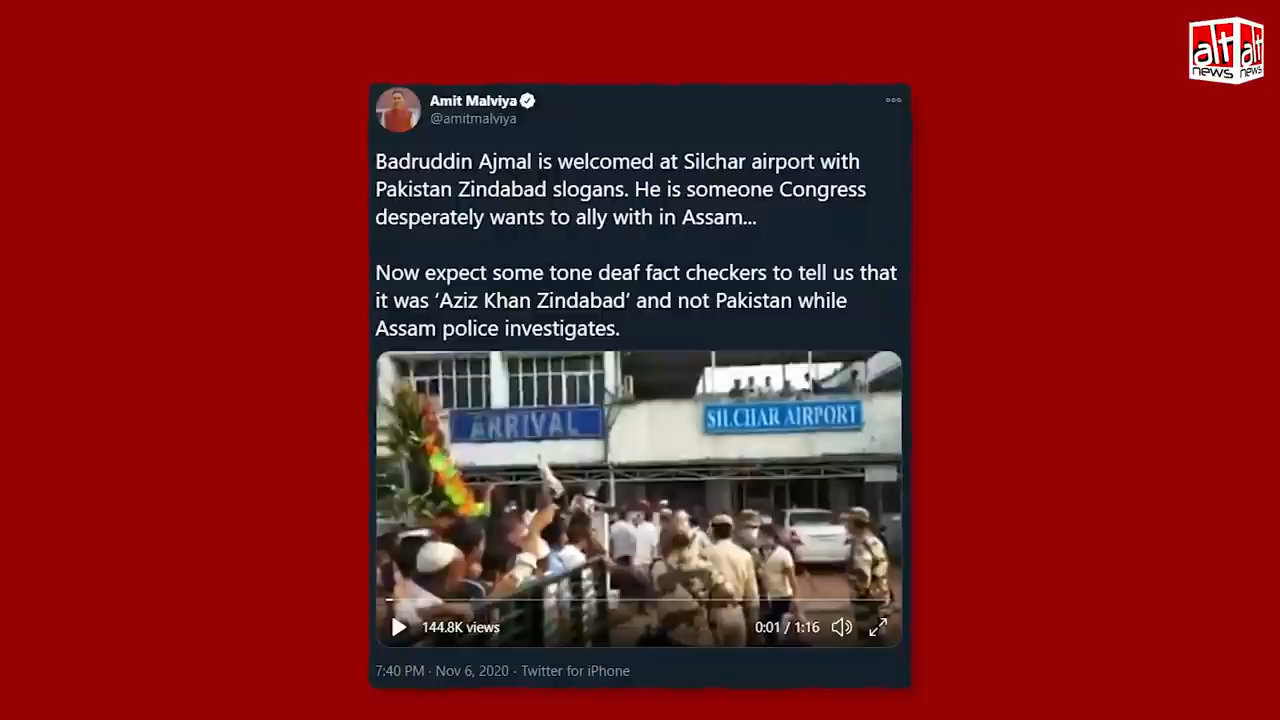 alt alt
news news
Amit Malviya
@amitmalviya
Badruddin Ajmal is welcomed at Silchar airport with
Pakistan Zindabad slogans. He is someone Congress
desperately wants to ally with in Assam...
Now expect some tone deaf fact checkers to tell us that
it was ‘Aziz Khan Zindabad’ and not Pakistan while
Assam police investigates.
ARRIVAL
SILCHAR AIRPORT
144.8K views
0:01 / 1:16
7:40 PM · Nov 6, 2020 · Twitter for iPhone